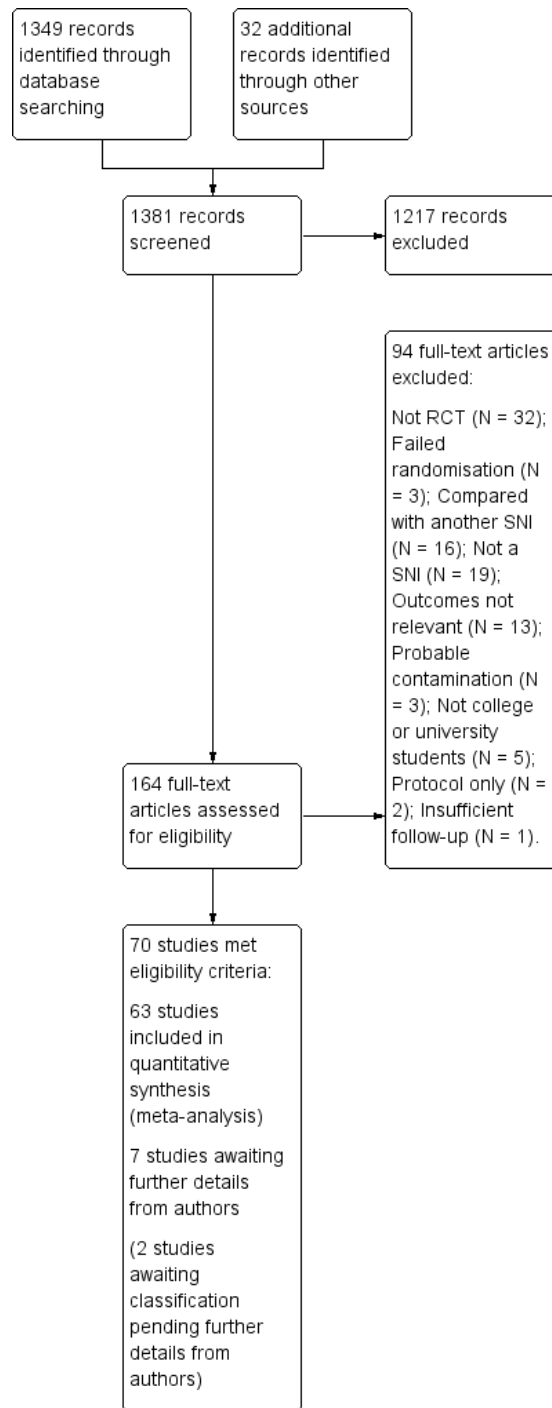 1349 records
identified through
database
searching
32 additional
records identified
through other
sources
1381 records
screened
1217 records
excluded
94 full-text articles
excluded:
Not RCT (N = 32);
Failed
randomisation (N
= 3); Compared
with another SNI
(N = 16); Not a
SNI (N = 19);
Outcomes not
relevant (N = 13);
Probable
contamination (N
= 3); Not college
or university
students (N = 5);
Protocol only (N =
2); Insufficient
follow-up (N = 1).
164 full-text
articles assessed
for eligibility
70 studies met
eligibility criteria:
63 studies
included in
quantitative
synthesis
(meta-analysis)
7 studies awaiting
further details
from authors
(2 studies
awaiting
classification
pending further
details from
authors)